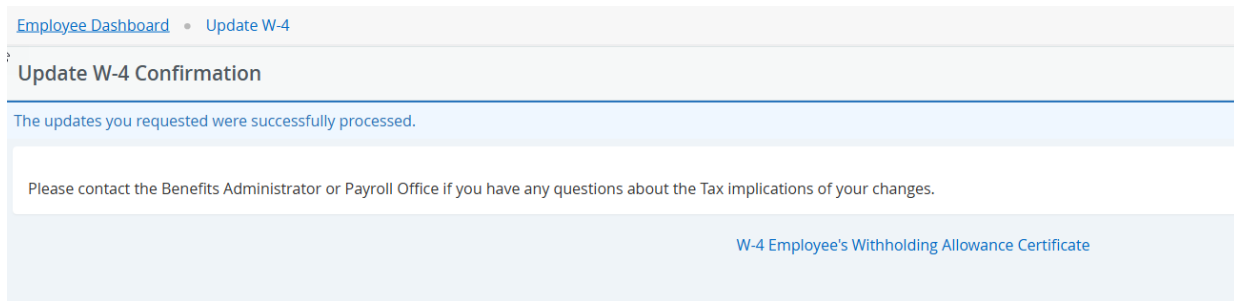 Employee Dashboard • Update W-4
Update W-4 Confirmation
The updates you requested were successfully processed.
Please contact the Benefits Administrator or Payroll Office if you have any questions about the Tax implications of your changes.
W-4 Employee's Withholding Allowance Certificate